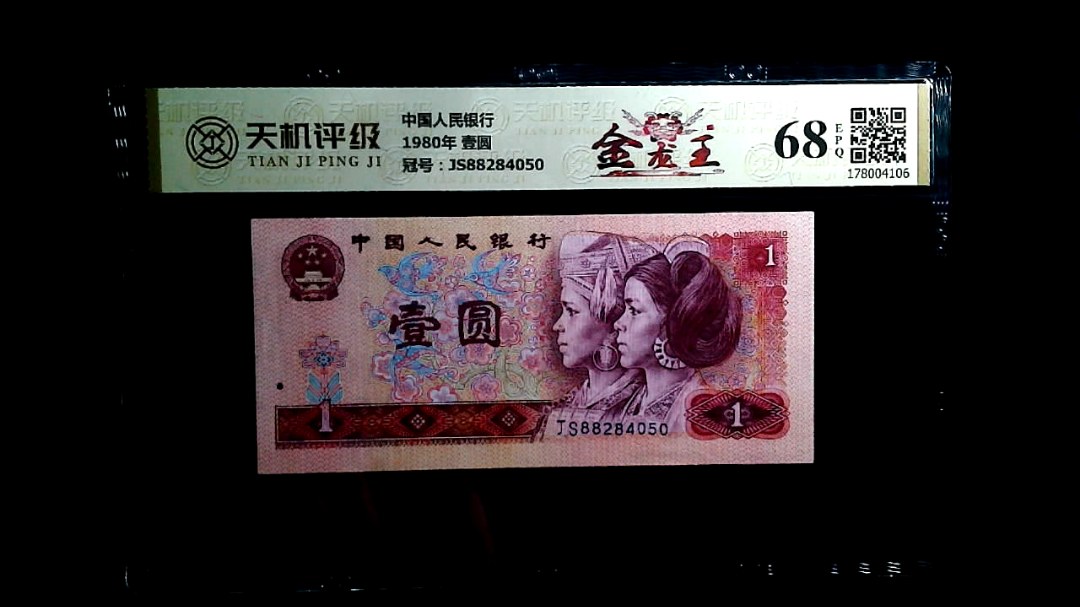 天机评级
TIAN JI PING JI
中国人民银行
1980年 壹圆
冠号：JS88284050
金龙王
68
EPQ
178004106
中国人民银行
1
壹圆
1
JS88284050
1